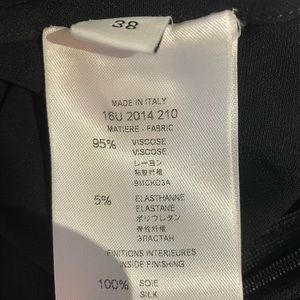 38
MADE IN ITALY
16U 2014 210
MATIERE - FABRIC
95% VISCOSE
VISCOSE
レーヨン
粘胶纤维
ВИСКОЗА
5% ELASTHANNE
ELASTANE
ポリウレタン
弹性纤维
ЭЛАСТАН
FINITIONS INTERIEURES
INSIDE FINISHING
100% SOIE
SILK